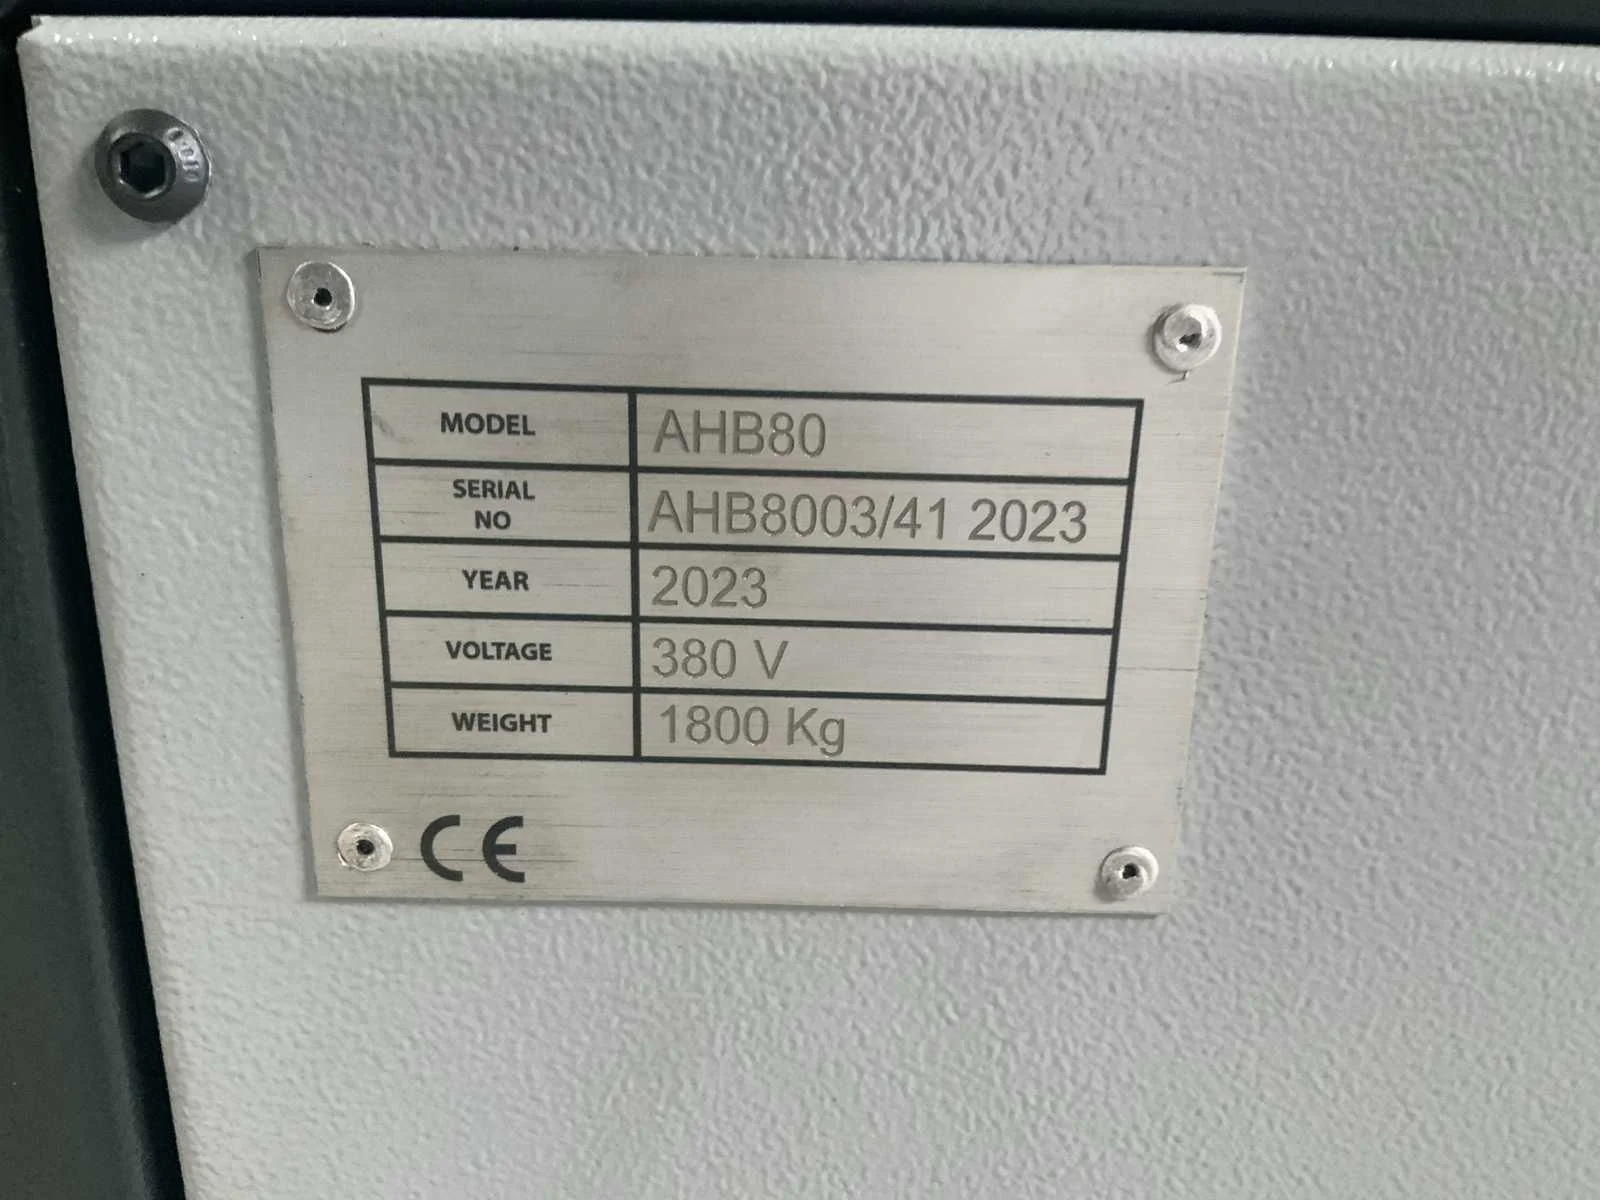 MODEL AHB80
SERIAL
NO AHB8003/41 2023
YEAR 2023
VOLTAGE 380 V
WEIGHT 1800 Kg
CE